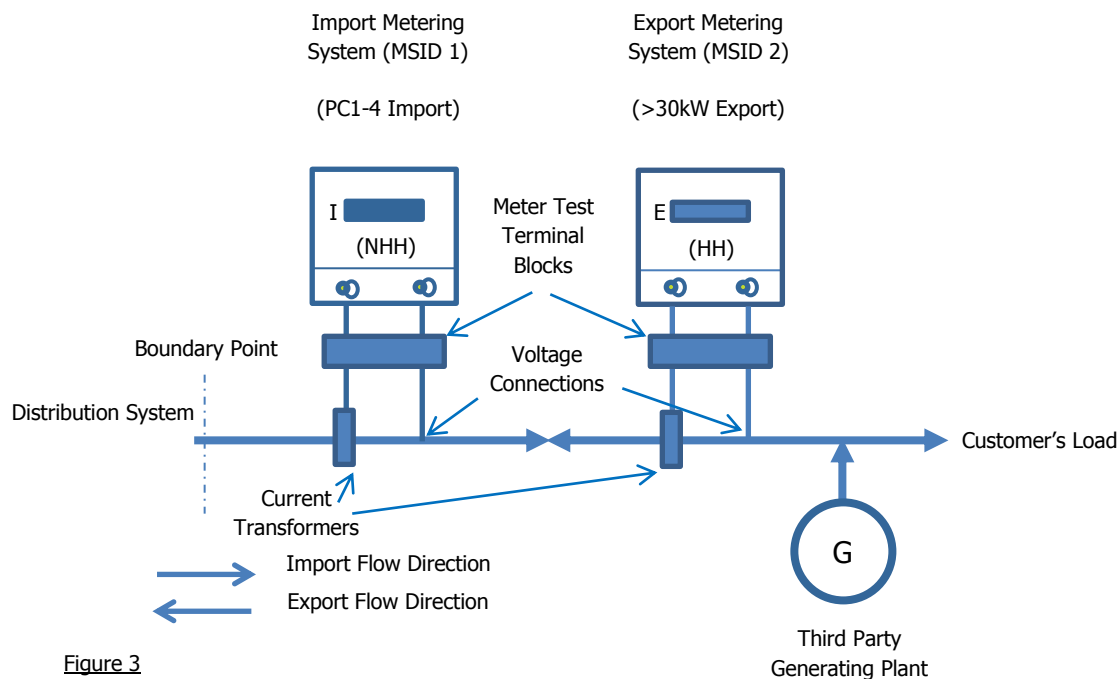 Import Metering
System (MSID 1)
(PC1-4 Import)
Export Metering
System (MSID 2)
(>30kW Export)
I
(NHH)
Meter Test
Terminal
Blocks
E
(HH)
Boundary Point
Voltage
Connections
Distribution System
Customer's Load
Current
Transformers
G
Import Flow Direction
Export Flow Direction
Third Party
Generating Plant
Figure 3